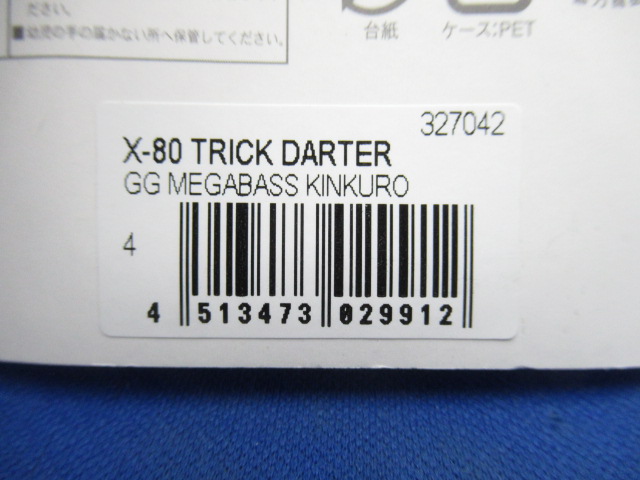 ださい。
■幼児の手の届かない所へ保管してください。
台紙
ケース:PET
327042
X-80 TRICK DARTER
GG MEGABASS KINKURO
4
4 513473 029912